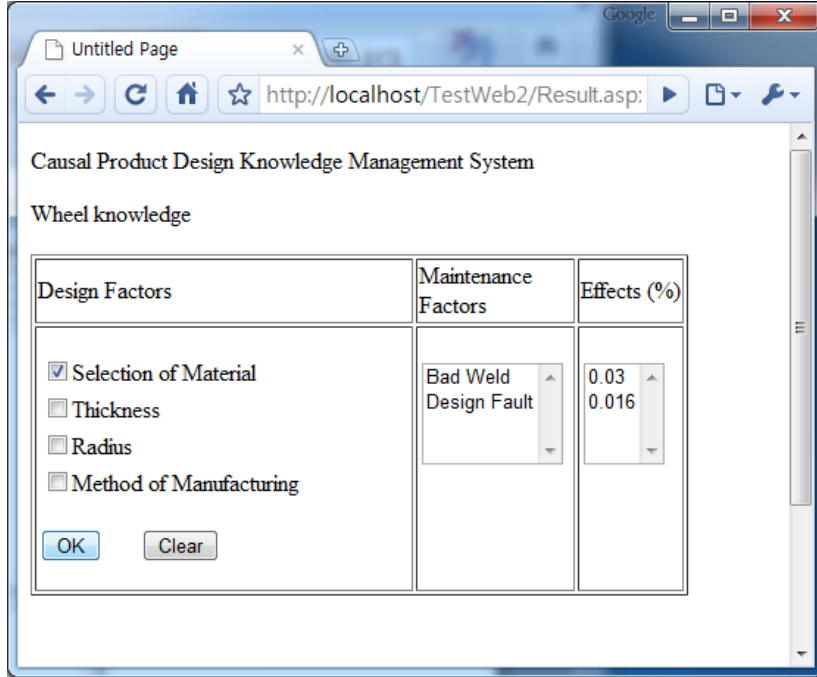 Google
Untitled Page
http://localhost/TestWeb2/Result.asp
Causal Product Design Knowledge Management System
Wheel knowledge
Design Factors
Maintenance
Factors
Effects (%)
Selection of Material
Thickness
Radius
Method of Manufacturing
OK Clear
Bad Weld
Design Fault
0.03
0.016